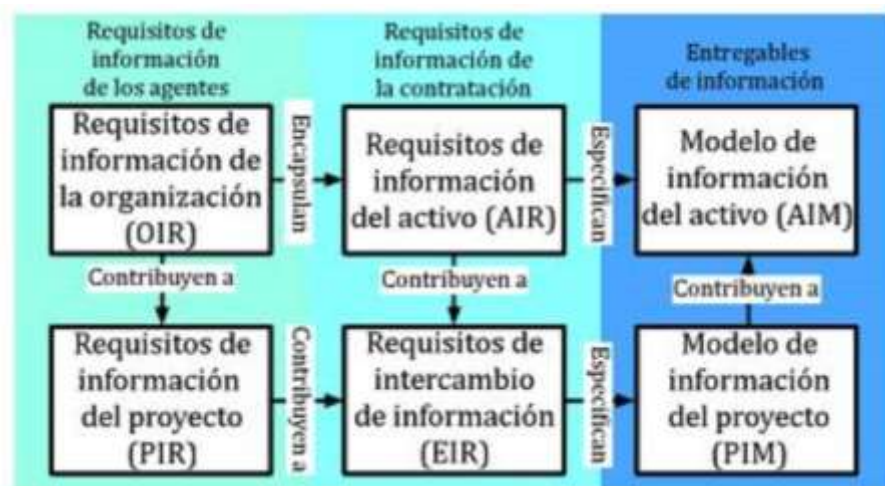 Requisitos de
información
de los agentes
Requisitos de
información de
la contratación
Entregables
de información
Requisitos de
información de
la organización
(OIR)
Encapsulan
Requisitos de
información
del activo (AIR)
Especifican
Modelo de
información
del activo (AIM)
Contribuyen a
Contribuyen a
Contribuyen a
Requisitos de
información
del proyecto
(PIR)
Contribuyen a
Requisitos de
intercambio
de información
(EIR)
Especifican
Modelo de
información
del proyecto
(PIM)